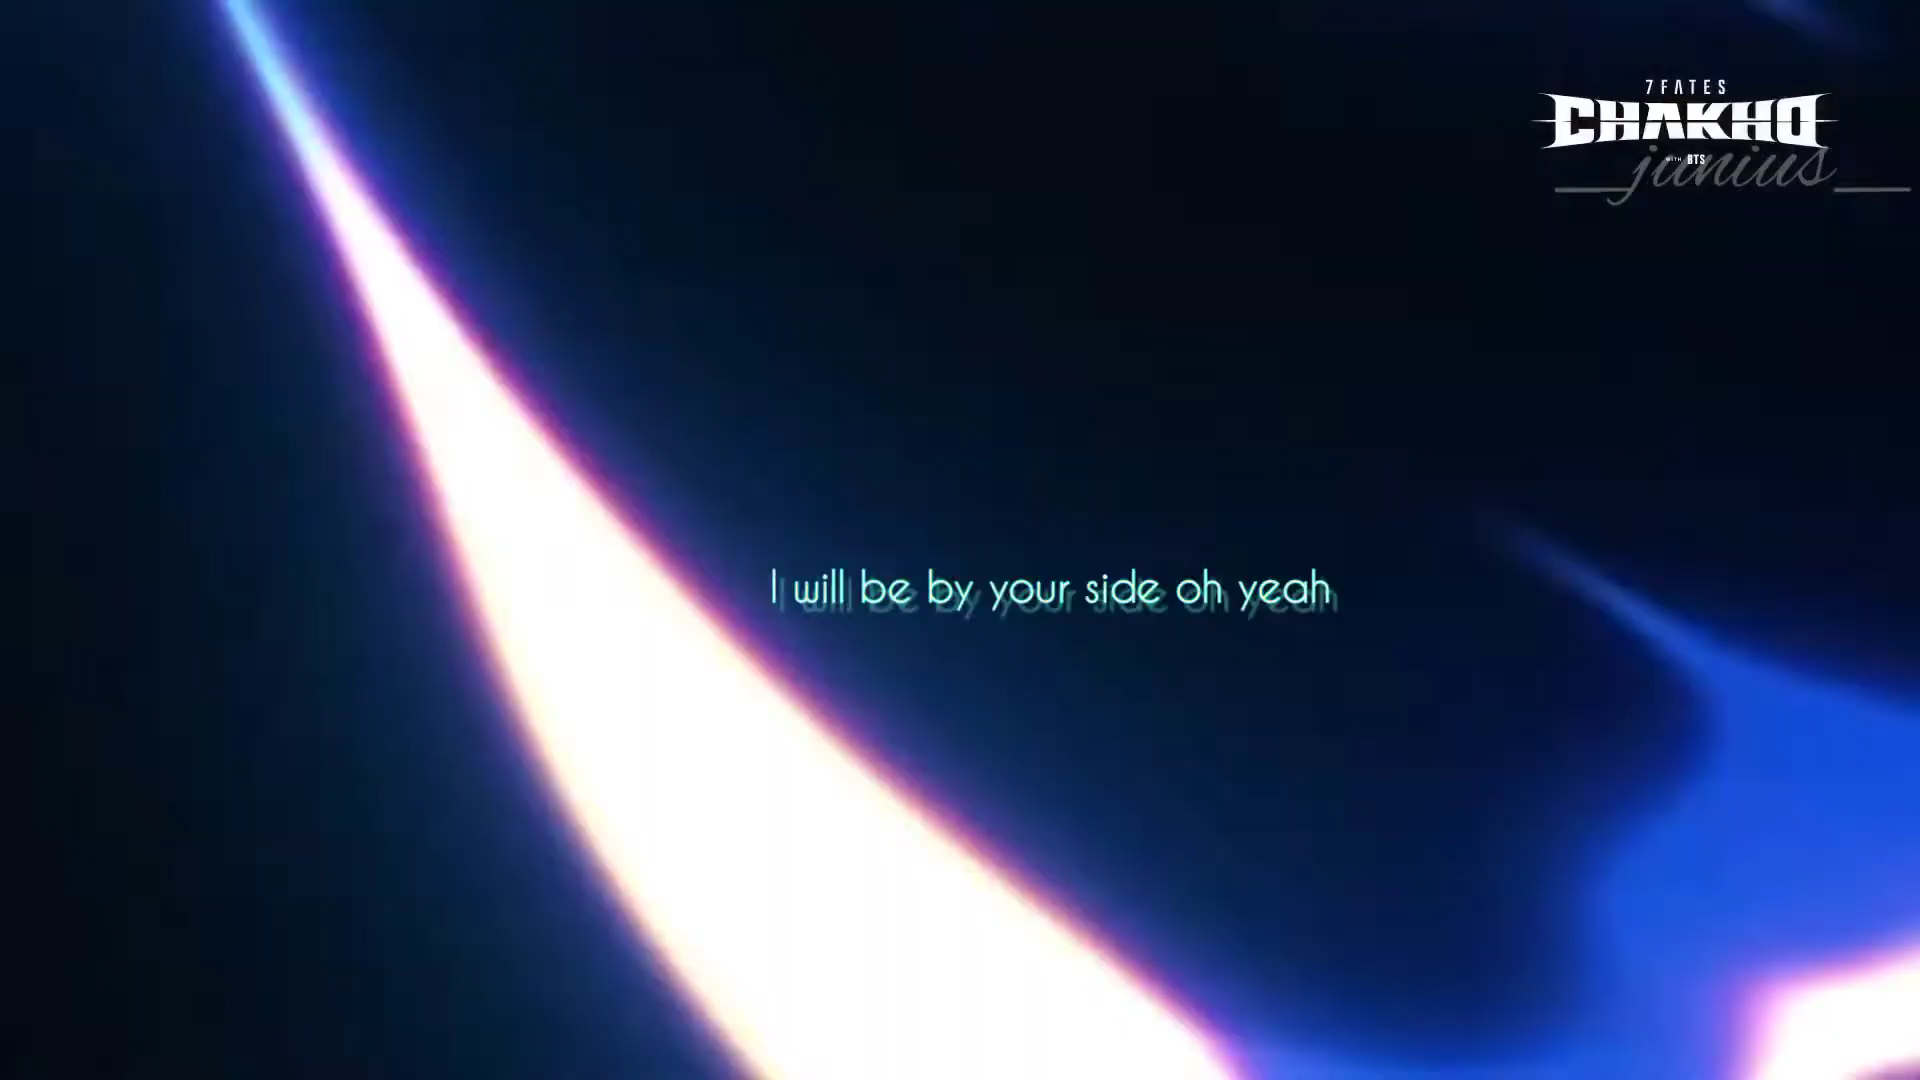 7FATES
CHAKHO
WITH BTS
junius
I will be by your side oh yeah